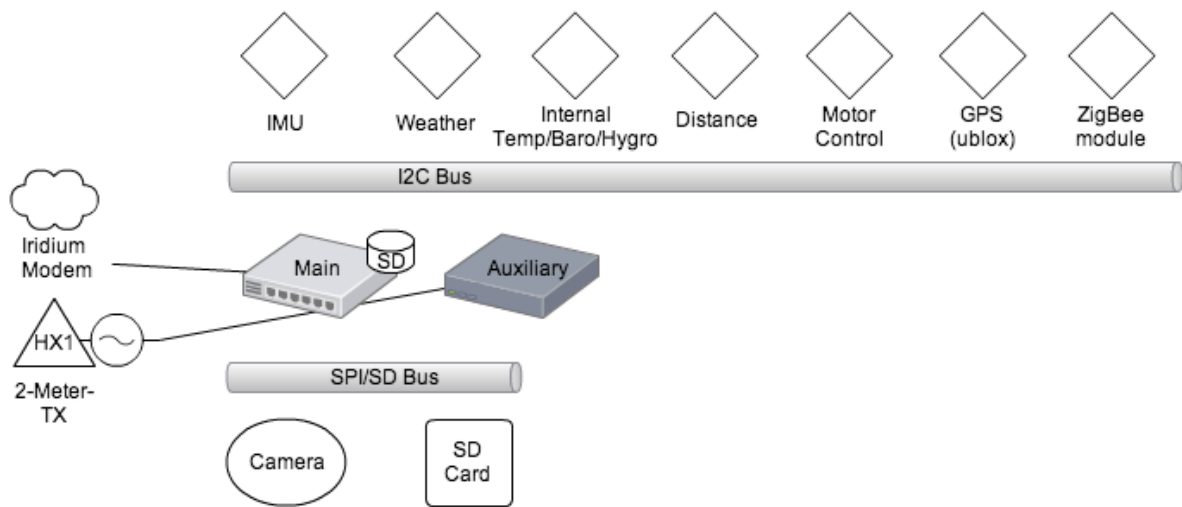 IMU
Weather
Internal
Temp/Baro/Hygro
Distance
Motor
Control
GPS
(ublox)
ZigBee
module
I2C Bus
Iridium
Modem
Main
SD
Auxiliary
HX1
2-Meter-
TX
SPI/SD Bus
Camera
SD
Card